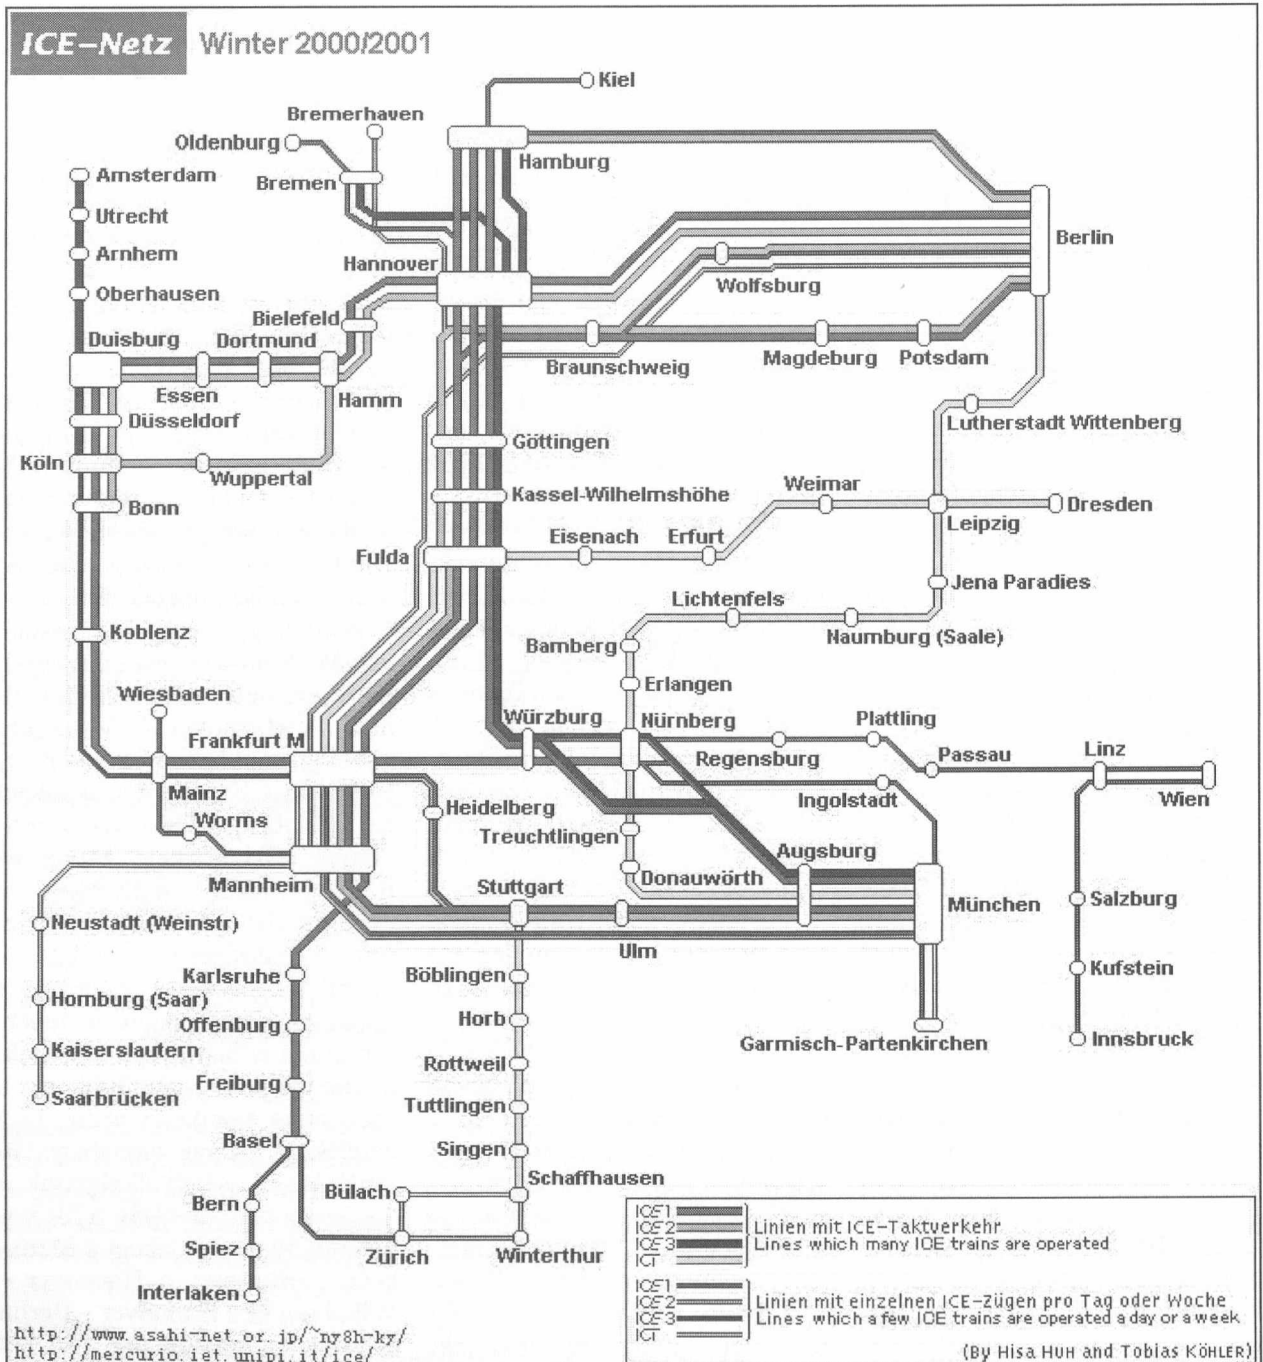 ICE-Netz Winter 2000/2001
Kiel
Bremerhaven
Oldenburg
Hamburg
Amsterdam
Bremen
Utrecht
Berlin
Arnhem
Hannover
Wolfsburg
Oberhausen
Bielefeld
Duisburg
Dortmund
Braunschweig
Magdeburg
Potsdam
Essen
Hamm
Düsseldorf
Lutherstadt Wittenberg
Göttingen
Köln
Wuppertal
Weimar
Kassel-Wilhelmshöhe
Bonn
Dresden
Leipzig
Eisenach
Erfurt
Fulda
Jena Paradies
Lichtenfels
Koblenz
Naumburg (Saale)
Bamberg
Erlangen
Wiesbaden
Würzburg
Nürnberg
Plattling
Frankfurt M
Regensburg
Passau
Linz
Mainz
Ingolstadt
Wien
Heidelberg
Worms
Treuchtlingen
Augsburg
Mannheim
Stuttgart
Donauwörth
München
Salzburg
Neustadt (Weinstr)
Ulm
Karlsruhe
Böblingen
Kufstein
Homburg (Saar)
Offenburg
Horb
Garmisch-Partenkirchen
Innsbruck
Kaiserslautern
Rottweil
Freiburg
Saarbrücken
Tuttlingen
Basel
Singen
Schaffhausen
Bülach
Bern
Spiez
Zürich
Winterthur
Interlaken
ICE1
ICE2 Linien mit ICE-Taktverkehr
ICE3 Lines which many ICE trains are operated
ICT
ICE1
ICE2 Linien mit einzelnen ICE-Zügen pro Tag oder Woche
ICE3 Lines which a few ICE trains are operated a day or a week
ICT
http://www.asahi-net.or.jp/~ny8h-ky/
http://mercurio.iet.unipi.it/ice/
(By Hisa HUH and Tobias KÖHLER)